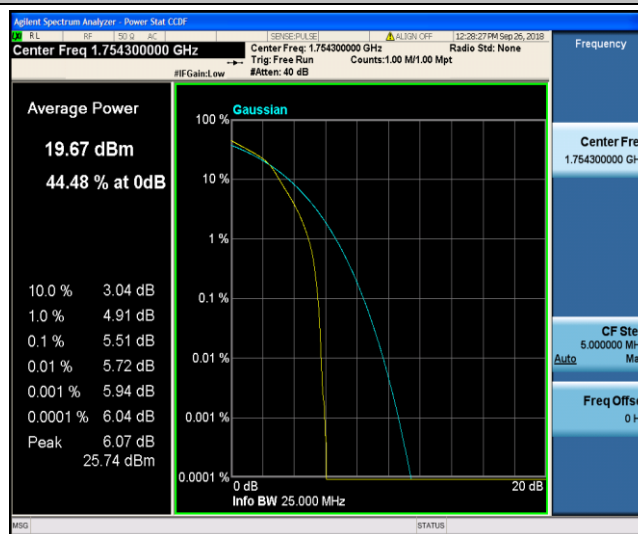 Agilent Spectrum Analyzer - Power Stat CCDF
RL RF 50 Ω AC SENSE:PULSE ALIGN OFF 12:28:27 PM Sep 26, 2018
Center Freq 1.754300000 GHz
Center Freq: 1.754300000 GHz Radio Std: None
Trig: Free Run Counts:1.00 M/1.00 Mpt
#IFGain:Low #Atten: 40 dB
Frequency
Average Power
19.67 dBm
44.48 % at 0dB
10.0 % 3.04 dB
1.0 % 4.91 dB
0.1 % 5.51 dB
0.01 % 5.72 dB
0.001 % 5.94 dB
0.0001 % 6.04 dB
Peak 6.07 dB
25.74 dBm
Gaussian
100 %
10 %
1 %
0.1 %
0.01 %
0.001 %
0.0001 %
0 dB 20 dB
Info BW 25.000 MHz
Center Fre
1.754300000 GH
CF Ste
5.000000 MH
Auto Ma
Freq Offse
0 H
MSG STATUS